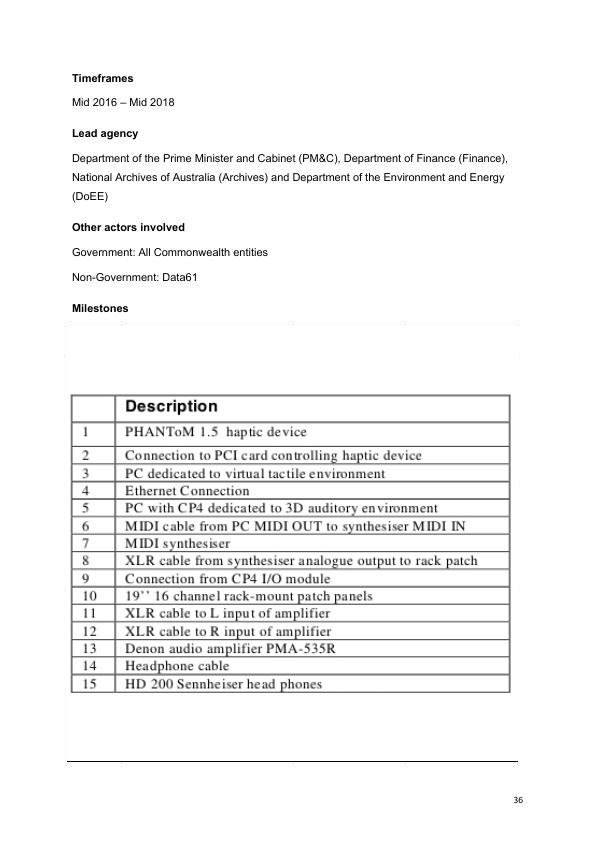 Timeframes
Mid 2016 – Mid 2018
Lead agency
Department of the Prime Minister and Cabinet (PM&C), Department of Finance (Finance),
National Archives of Australia (Archives) and Department of the Environment and Energy
(DoEE)
Other actors involved
Government: All Commonwealth entities
Non-Government: Data61
Milestones
Description
1 PHANToM 1.5 haptic device
2 Connection to PCI card controlling haptic device
3 PC dedicated to virtual tactile environment
4 Ethernet Connection
5 PC with CP4 dedicated to 3D auditory environment
6 MIDI cable from PC MIDI OUT to synthesiser MIDI IN
7 MIDI synthesiser
8 XLR cable from synthesiser analogue output to rack patch
9 Connection from CP4 I/O module
10 19’’ 16 channel rack-mount patch panels
11 XLR cable to L input of amplifier
12 XLR cable to R input of amplifier
13 Denon audio amplifier PMA-535R
14 Headphone cable
15 HD 200 Sennheiser head phones
36